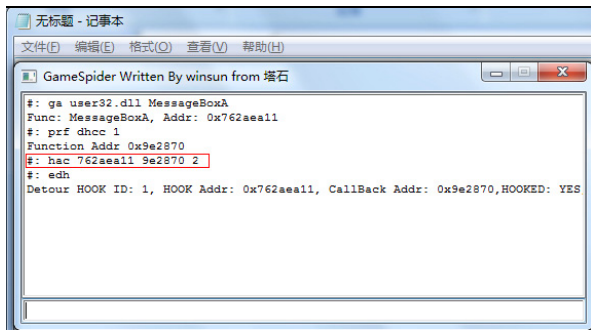 无标题 - 记事本
文件(F) 编辑(E) 格式(O) 查看(V) 帮助(H)
GameSpider Written By winsun from 塔石
#: ga user32.dll MessageBoxA
Func: MessageBoxA, Addr: 0x762aea11
#: prf dhcc 1
Function Addr 0x9e2870
#: hac 762aea11 9e2870 2
#: edh
Detour HOOK ID: 1, HOOK Addr: 0x762aea11, CallBack Addr: 0x9e2870,HOOKED: YES